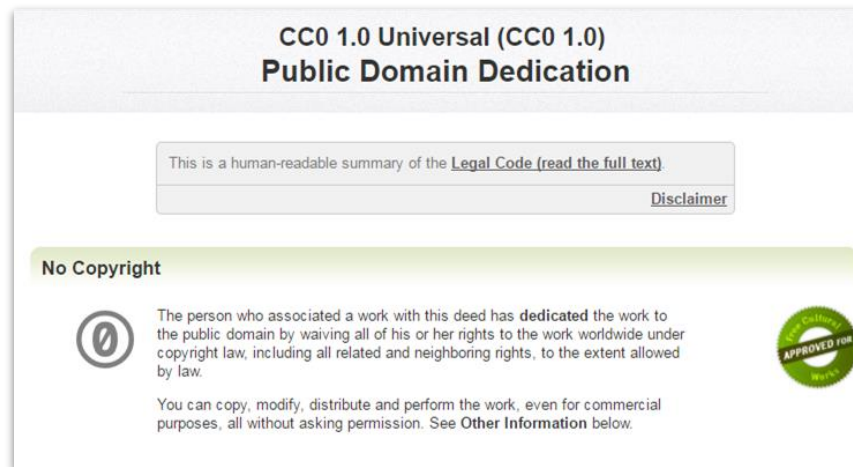 CC0 1.0 Universal (CC0 1.0)
Public Domain Dedication
This is a human-readable summary of the Legal Code (read the full text).
Disclaimer
No Copyright
The person who associated a work with this deed has dedicated the work to
the public domain by waiving all of his or her rights to the work worldwide under
copyright law, including all related and neighboring rights, to the extent allowed
by law.
You can copy, modify, distribute and perform the work, even for commercial
purposes, all without asking permission. See Other Information below.
0
Free Cultural
APPROVED FOR
Works